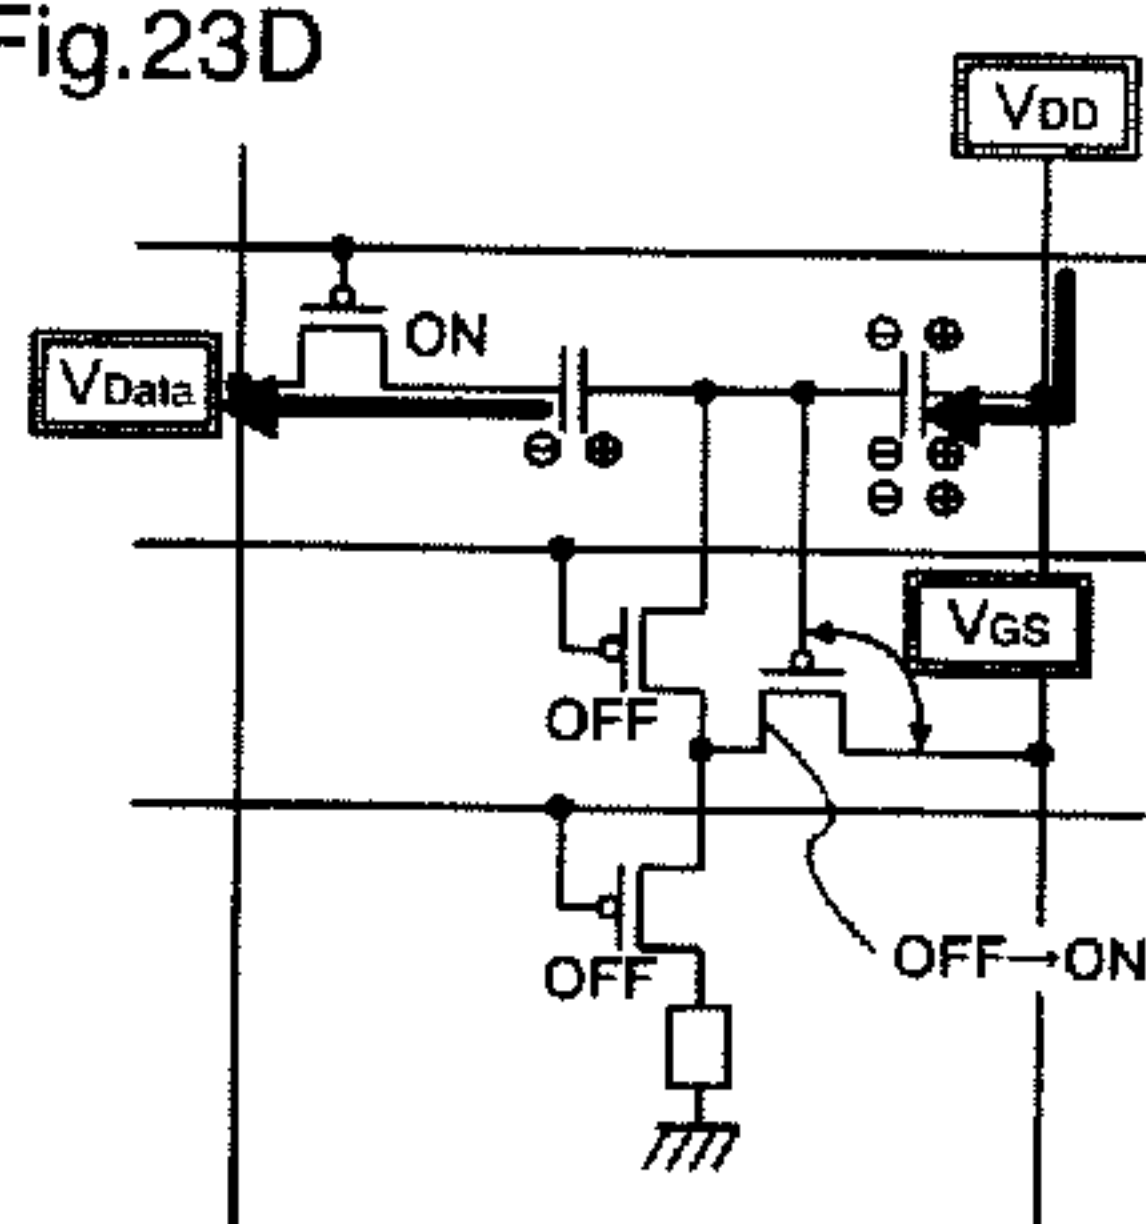 Fig.23D
VDD
ON
VData
⊖ ⊕
⊖ ⊕
⊖ ⊕
⊖ ⊕
VGS
OFF
OFF→ON
OFF